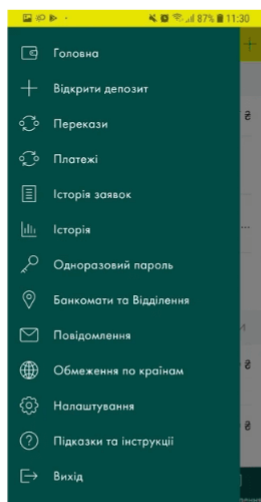 87% 11:30
Головна
Відкрити депозит
Перекази
Платежі
Історія заявок
Історія
Одноразовий пароль
Банкомати та Відділення
Повідомлення
Обмеження по країнам
Налаштування
Підказки та інструкції
Вихід